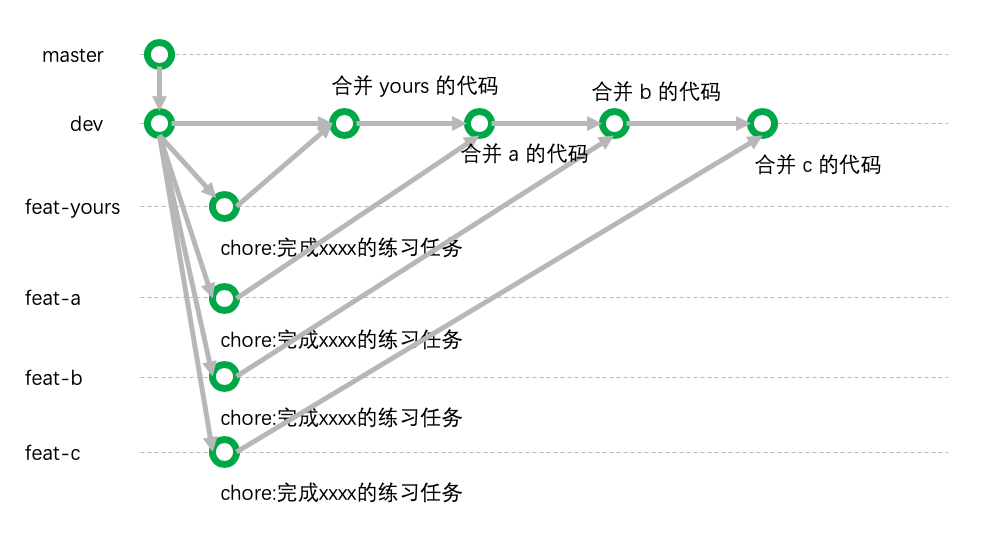 master
合并 yours 的代码
合并 b 的代码
dev
合并 a 的代码
合并 c 的代码
feat-yours
chore:完成xxxx的练习任务
feat-a
chore:完成xxxx的练习任务
feat-b
chore:完成xxxx的练习任务
feat-c
chore:完成xxxx的练习任务